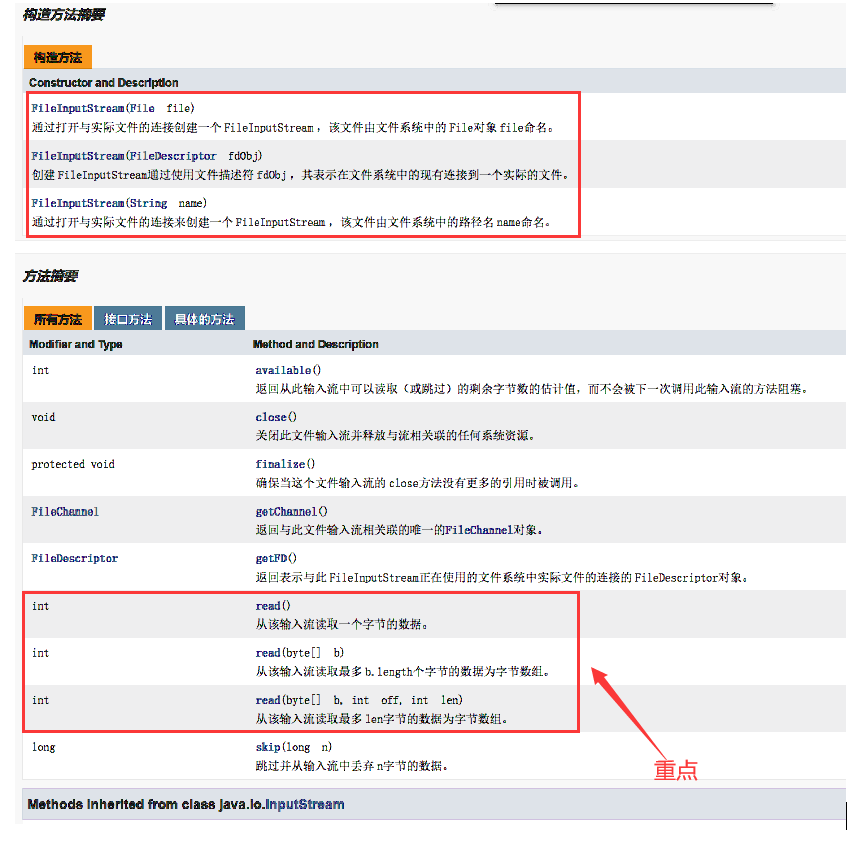 构造方法摘要
构造方法
Constructor and Description
FileInputStream(File file)
通过打开与实际文件的连接创建一个 FileInputStream ，该文件由文件系统中的 File对象 file命名。
FileInputStream(FileDescriptor fdObj)
创建 FileInputStream通过使用文件描述符 fdObj ，其表示在文件系统中的现有连接到一个实际的文件。
FileInputStream(String name)
通过打开与实际文件的连接来创建一个 FileInputStream ，该文件由文件系统中的路径名 name命名。
方法摘要
所有方法 接口方法 具体的方法
Modifier and Type Method and Description
int available()
返回从此输入流中可以读取（或跳过）的剩余字节数的估计值，而不会被下一次调用此输入流的方法阻塞。
void close()
关闭此文件输入流并释放与流相关联的任何系统资源。
protected void finalize()
确保当这个文件输入流的 close方法没有更多的引用时被调用。
FileChannel getChannel()
返回与此文件输入流相关联的唯一的FileChannel对象。
FileDescriptor getFD()
返回表示与此 FileInputStream正在使用的文件系统中实际文件的连接的 FileDescriptor对象。
int read()
从该输入流读取一个字节的数据。
int read(byte[] b)
从该输入流读取最多 b.length个字节的数据为字节数组。
int read(byte[] b, int off, int len)
从该输入流读取最多 len字节的数据为字节数组。
long skip(long n)
跳过并从输入流中丢弃 n字节的数据。
重点
Methods inherited from class java.io.InputStream